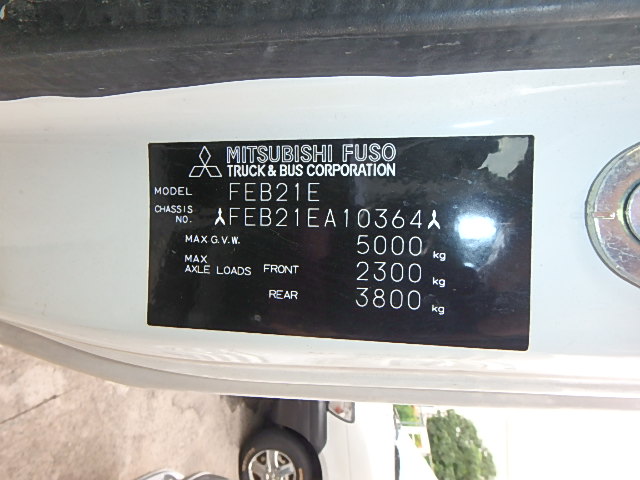 MITSUBISHI FUSO
TRUCK & BUS CORPORATION
MODEL FEB21E
CHASSIS NO. FEB21EA10364
MAX G.V.W. 5000 kg
MAX AXLE LOADS FRONT 2300 kg
REAR 3800 kg